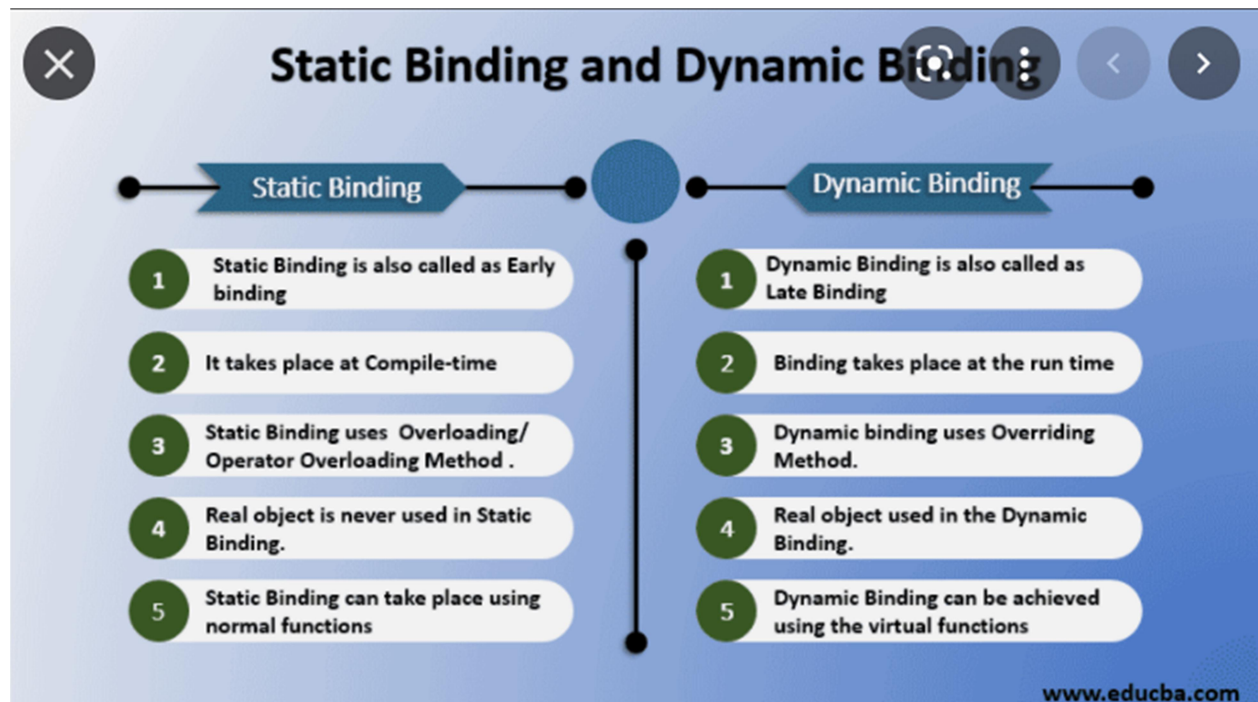 Static Binding and Dynamic Binding
Static Binding
1
Static Binding is also called as Early
binding
2
It takes place at Compile-time
3
Static Binding uses Overloading/
Operator Overloading Method .
4
Real object is never used in Static
Binding.
5
Static Binding can take place using
normal functions
Dynamic Binding
1
Dynamic Binding is also called as
Late Binding
2
Binding takes place at the run time
3
Dynamic binding uses Overriding
Method.
4
Real object used in the Dynamic
Binding.
5
Dynamic Binding can be achieved
using the virtual functions
www.educba.com